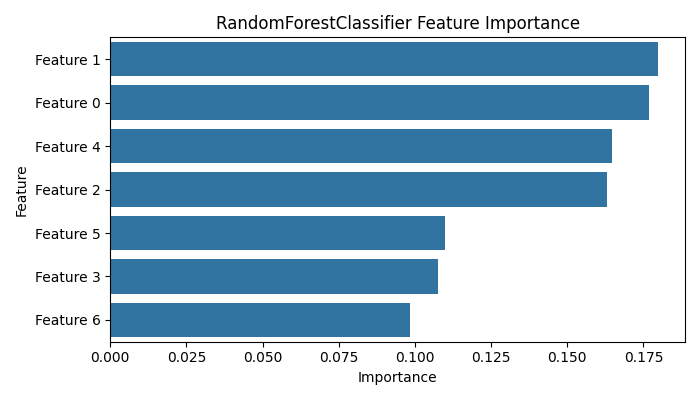 RandomForestClassifier Feature Importance
Feature 1
Feature 0
Feature 4
Feature 2
Feature 5
Feature 3
Feature 6
Feature
0.000 0.025 0.050 0.075 0.100 0.125 0.150 0.175
Importance